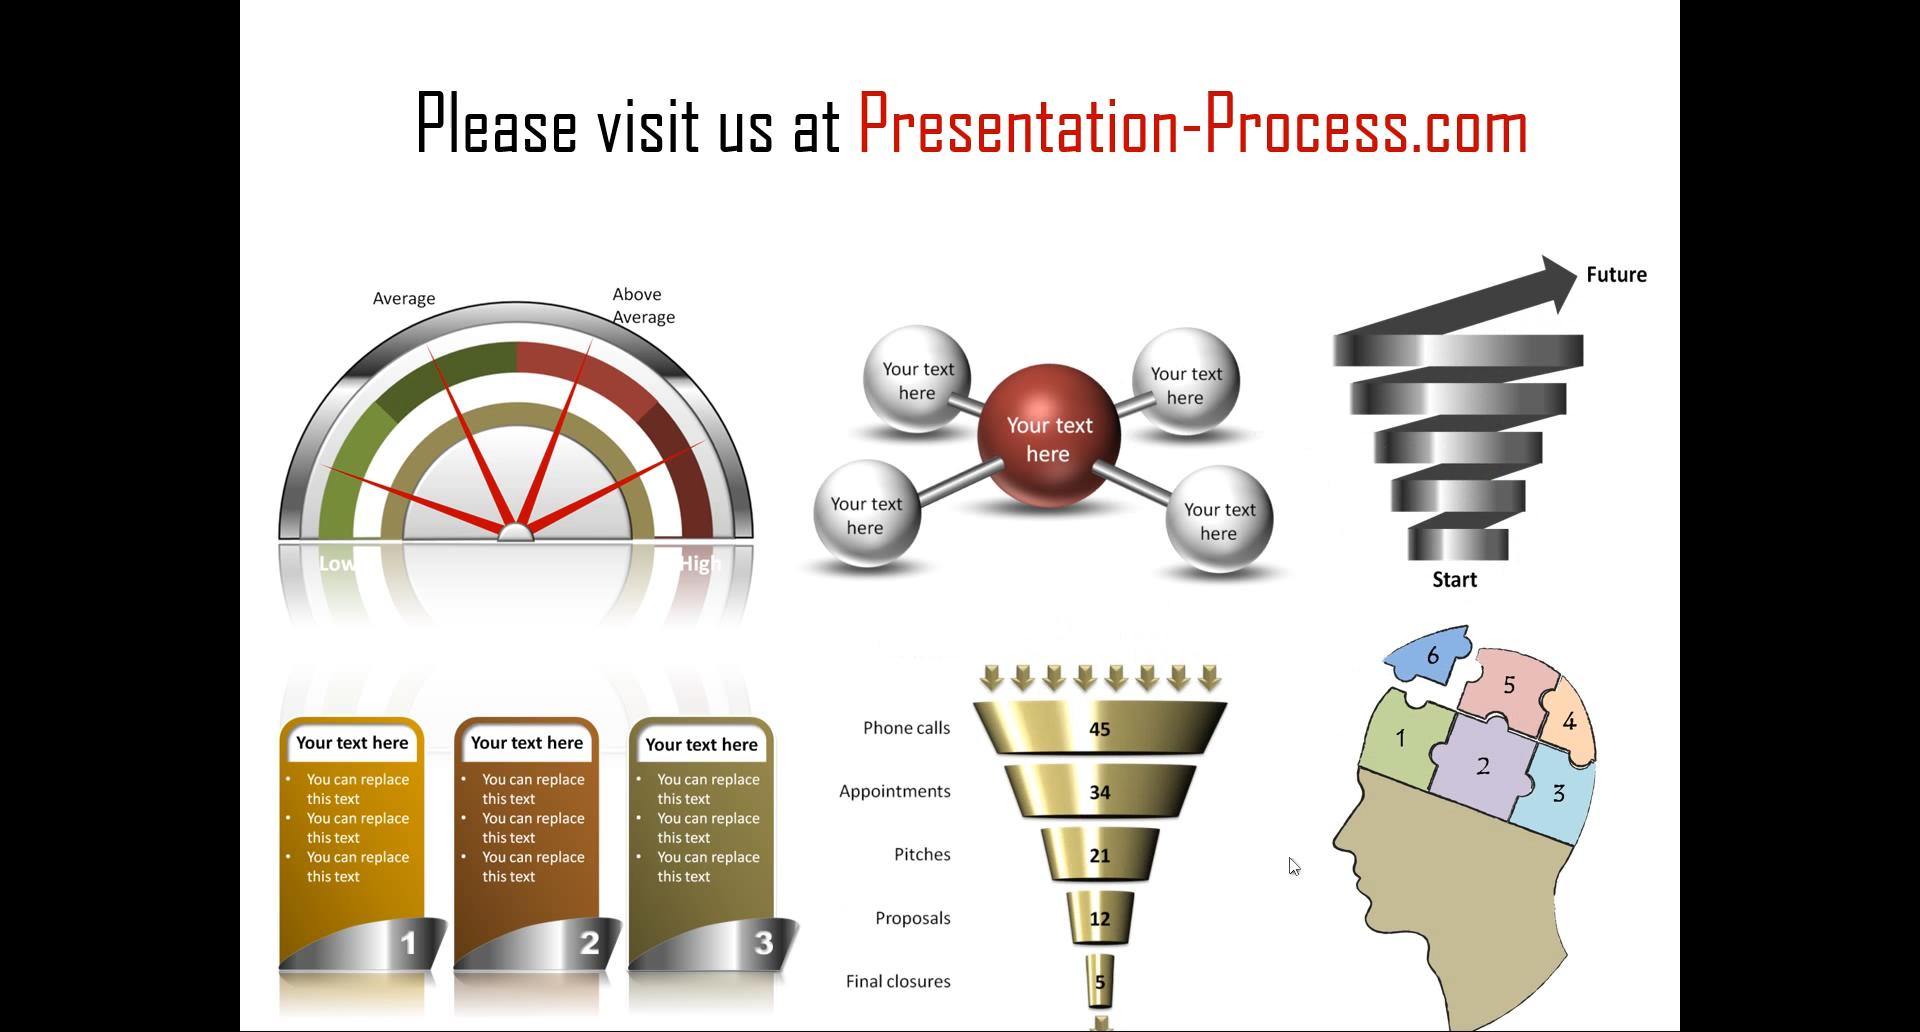 Please visit us at Presentation-Process.com
Average
Above
Average
Low
High
Your text
here
Your text
here
Your text
here
Your text
here
Your text
here
Future
Start
Your text here
• You can replace
this text
• You can replace
this text
• You can replace
this text
1
Your text here
• You can replace
this text
• You can replace
this text
• You can replace
this text
2
Your text here
• You can replace
this text
• You can replace
this text
• You can replace
this text
3
Phone calls 45
Appointments 34
Pitches 21
Proposals 12
Final closures 5
6
5
4
1
2
3